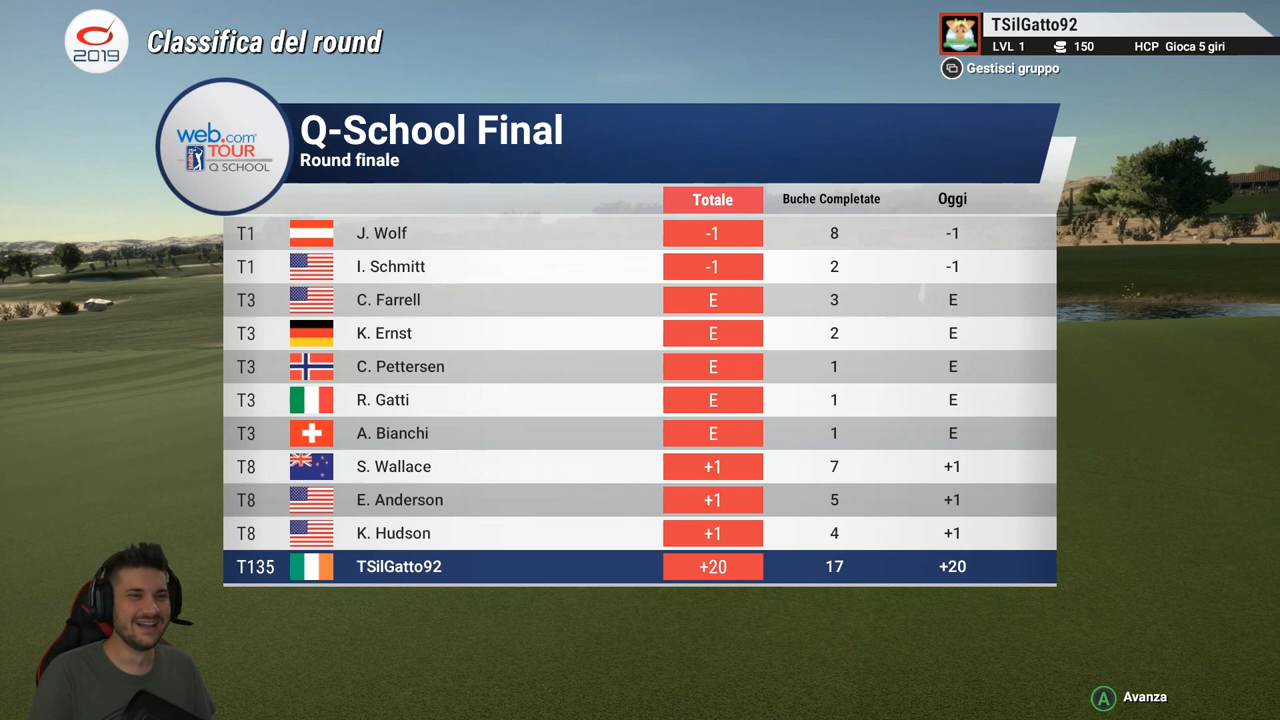 2019
Classifica del round
TSilGatto92
LVL 1 150 HCP Gioca 5 giri
Gestisci gruppo
web.com
TOUR
Q SCHOOL
Q-School Final
Round finale
Totale Buche Completate Oggi
T1 J. Wolf -1 8 -1
T1 I. Schmitt -1 2 -1
T3 C. Farrell E 3 E
T3 K. Ernst E 2 E
T3 C. Pettersen E 1 E
T3 R. Gatti E 1 E
T3 A. Bianchi E 1 E
T8 S. Wallace +1 7 +1
T8 E. Anderson +1 5 +1
T8 K. Hudson +1 4 +1
T135 TSilGatto92 +20 17 +20
A Avanza